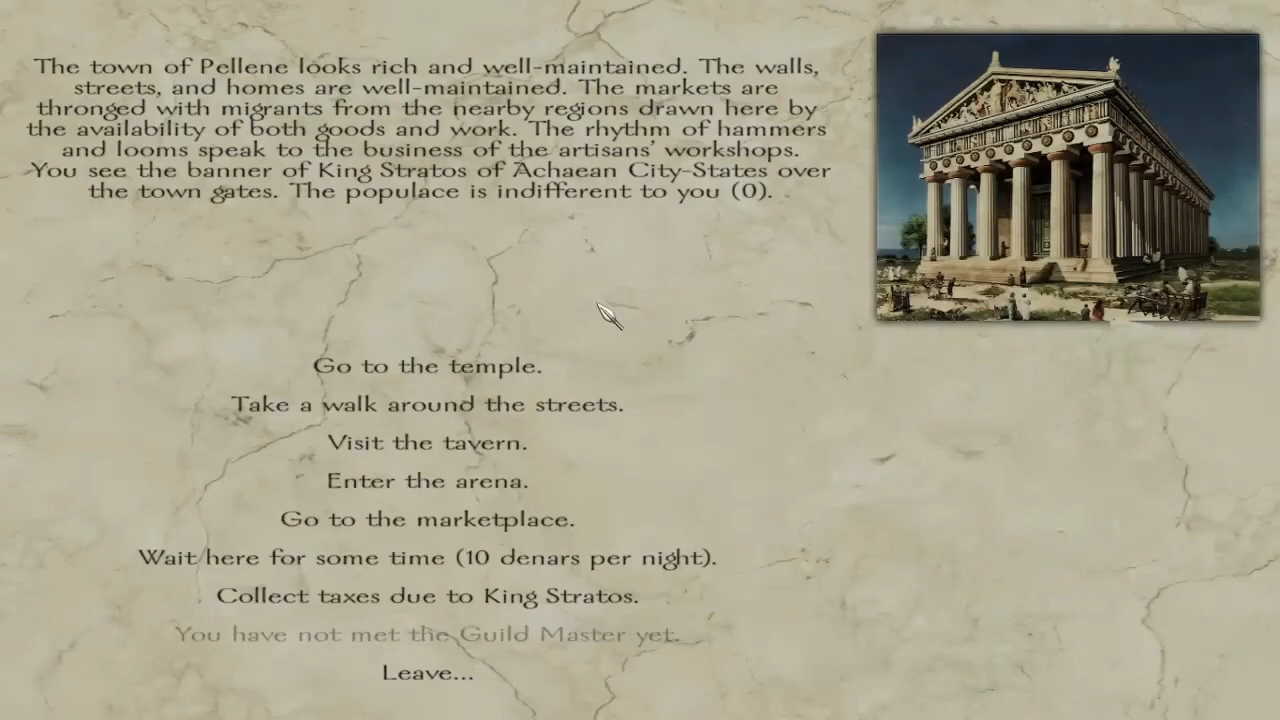 The town of Pellene looks rich and well-maintained. The walls,
streets, and homes are well-maintained. The markets are
thronged with migrants from the nearby regions drawn here by
the availability of both goods and work. The rhythm of hammers
and looms speak to the business of the artisans' workshops.
You see the banner of King Stratos of Achaean City-States over
the town gates. The populace is indifferent to you (0).
Go to the temple.
Take a walk around the streets.
Visit the tavern.
Enter the arena.
Go to the marketplace.
Wait here for some time (10 denars per night).
Collect taxes due to King Stratos.
You have not met the Guild Master yet.
Leave...